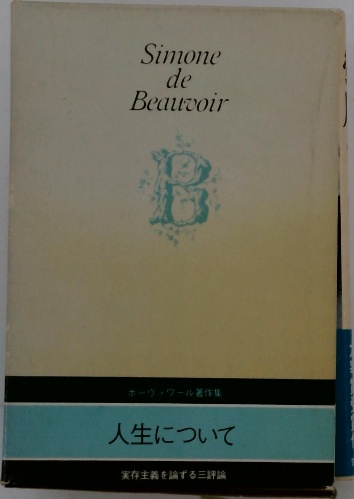 Simone
de
Beauvoir
B
ボーヴォワール著作集
人生について
実存主義を論ずる三評論